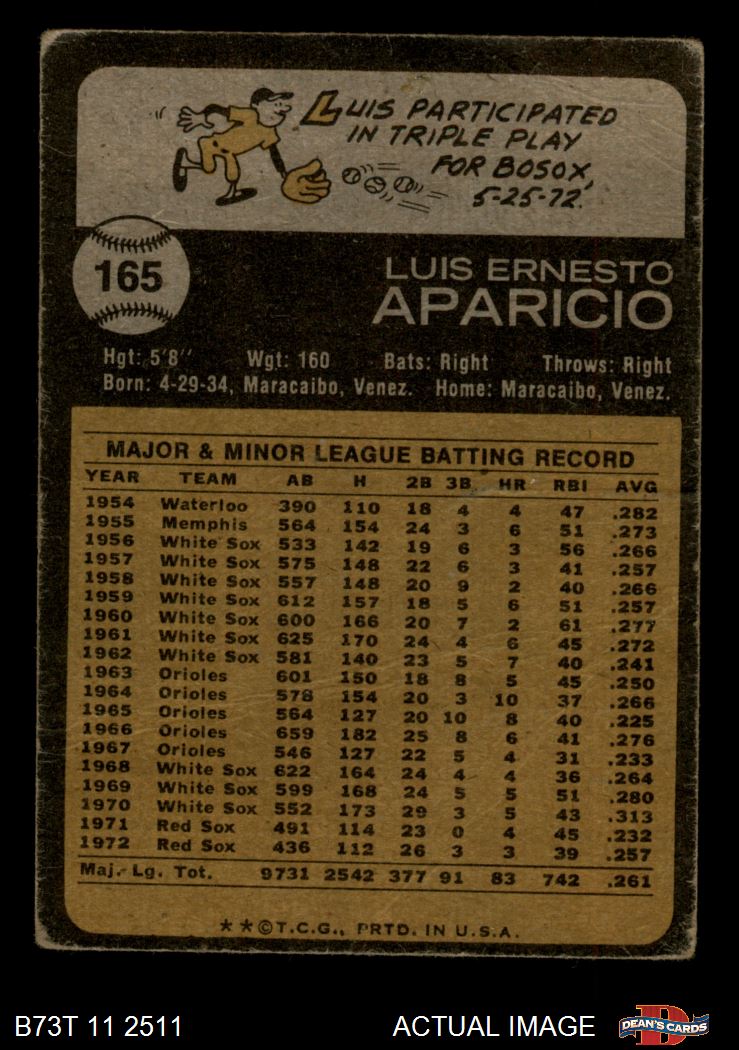 LUIS PARTICIPATED
IN TRIPLE PLAY
FOR BOSOX,
5-25-72.
165
LUIS ERNESTO
APARICIO
Hgt: 5'8" Wgt: 160 Bats: Right Throws: Right
Born: 4-29-34, Maracaibo, Venez. Home: Maracaibo, Venez.
MAJOR & MINOR LEAGUE BATTING RECORD
YEAR TEAM AB H 2B 3B HR RBI AVG
1954 Waterloo 390 110 18 4 4 47 .282
1955 Memphis 564 154 24 3 6 51 .273
1956 White Sox 533 142 19 6 3 56 .266
1957 White Sox 575 148 22 6 3 41 .257
1958 White Sox 557 148 20 9 2 40 .266
1959 White Sox 612 157 18 5 6 51 .257
1960 White Sox 600 166 20 7 2 61 .277
1961 White Sox 625 170 24 4 6 45 .272
1962 White Sox 581 140 23 5 7 40 .241
1963 Orioles 601 150 18 8 5 45 .250
1964 Orioles 578 154 20 3 10 37 .266
1965 Orioles 564 127 20 10 8 40 .225
1966 Orioles 659 182 25 8 6 41 .276
1967 Orioles 546 127 22 5 4 31 .233
1968 White Sox 622 164 24 4 4 36 .264
1969 White Sox 599 168 24 5 5 51 .280
1970 White Sox 552 173 29 3 5 43 .313
1971 Red Sox 491 114 23 0 4 45 .232
1972 Red Sox 436 112 26 3 3 39 .257
Maj. Lg. Tot. 9731 2542 377 91 83 742 .261
**©T.C.G., PRTD. IN U.S.A.
B73T 11 2511 ACTUAL IMAGE DEAN'S CARDS